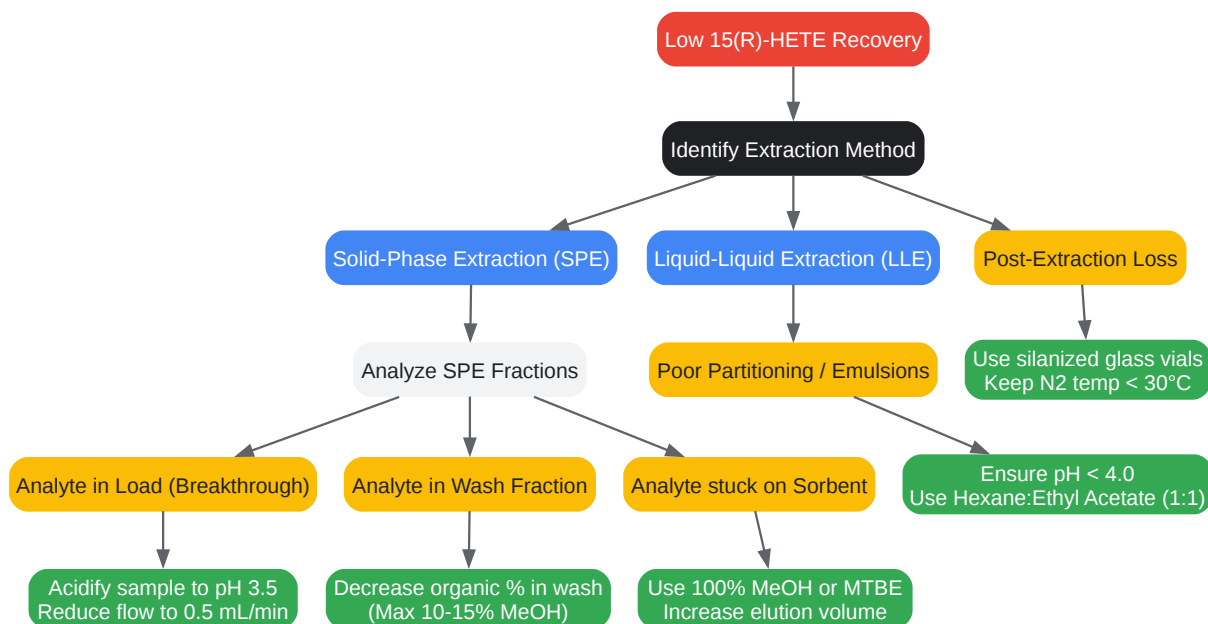 Low 15(R)-HETE Recovery
Identify Extraction Method
Solid-Phase Extraction (SPE)
Liquid-Liquid Extraction (LLE)
Post-Extraction Loss
Analyze SPE Fractions
Poor Partitioning / Emulsions
Use silanized glass vials
Keep N2 temp < 30°C
Analyte in Load (Breakthrough)
Analyte in Wash Fraction
Analyte stuck on Sorbent
Ensure pH < 4.0
Use Hexane:Ethyl Acetate (1:1)
Acidify sample to pH 3.5
Reduce flow to 0.5 mL/min
Decrease organic % in wash
(Max 10-15% MeOH)
Use 100% MeOH or MTBE
Increase elution volume